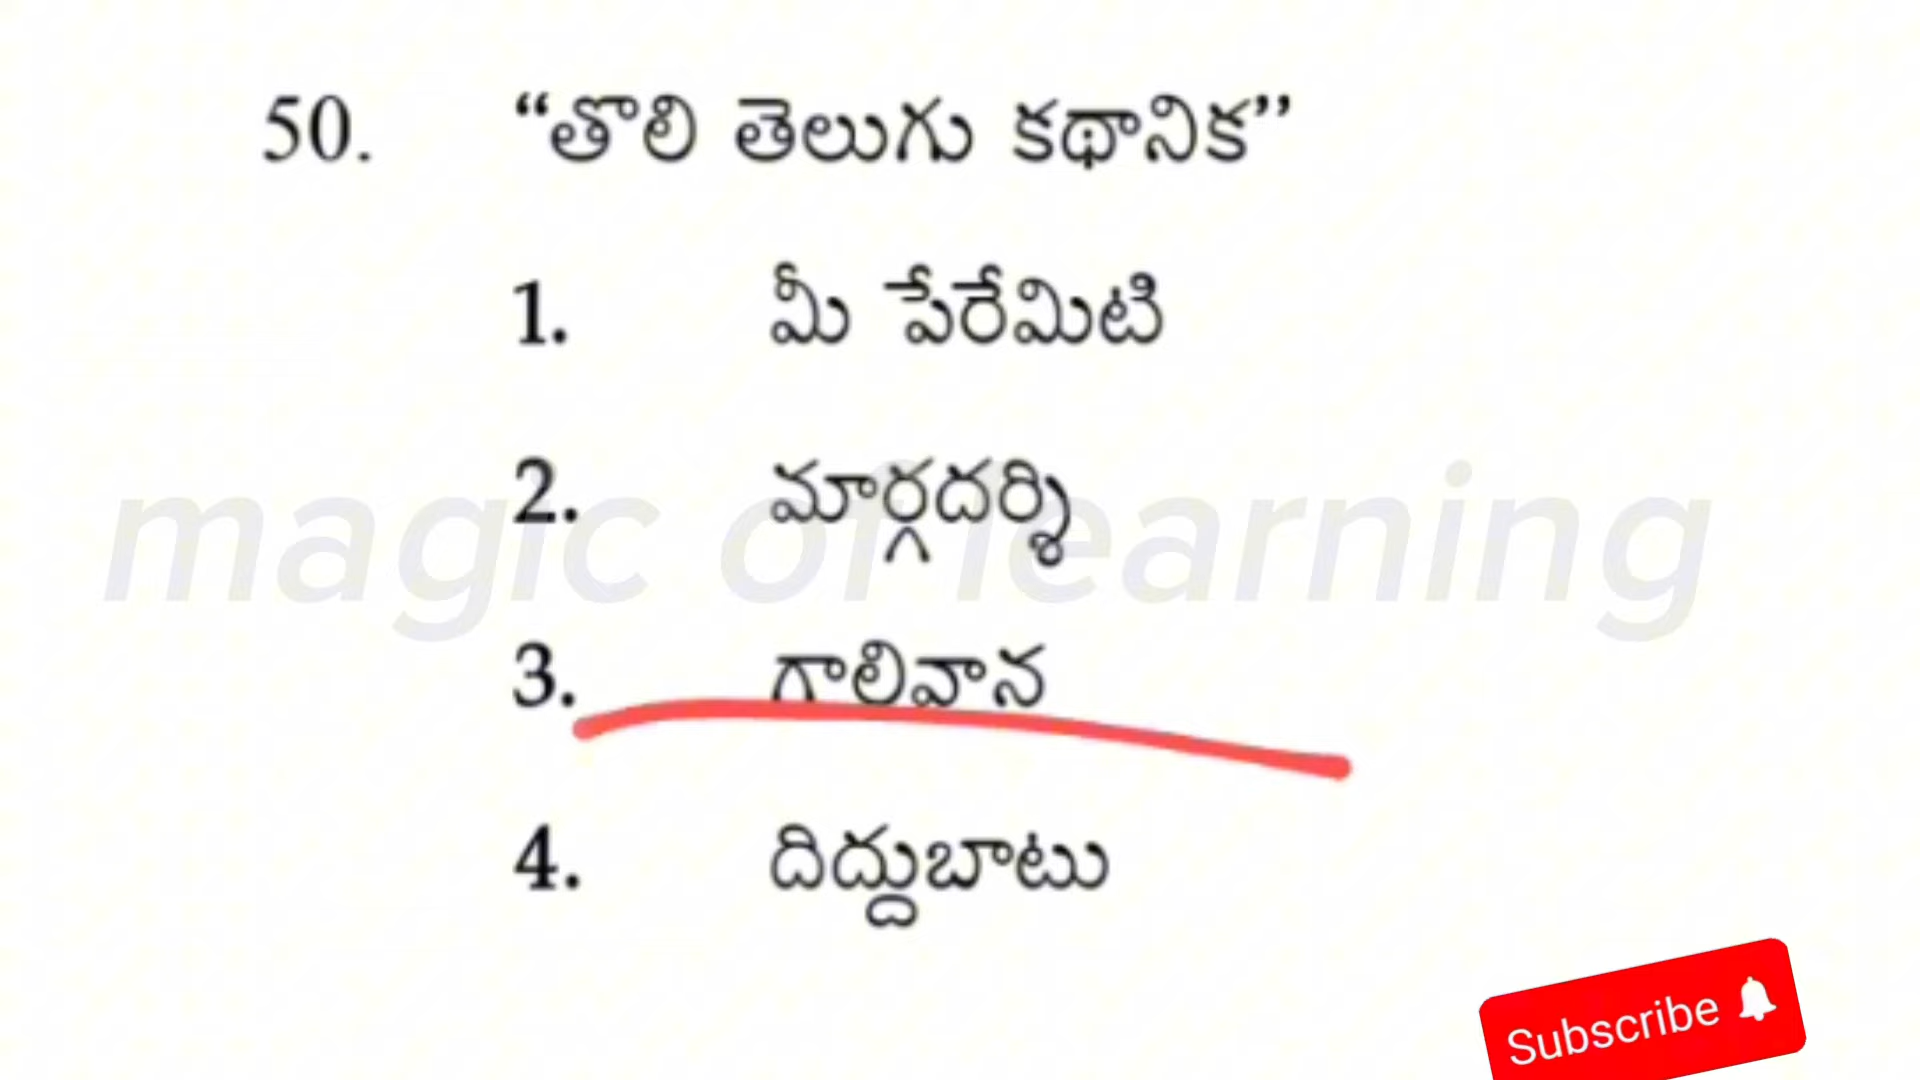 50. “తొలి తెలుగు కథానిక’’
1. మీ పేరేమిటి
2. మార్గదర్శి
magic of learning
3. గాలివాన
4. దిద్దుబాటు
Subscribe